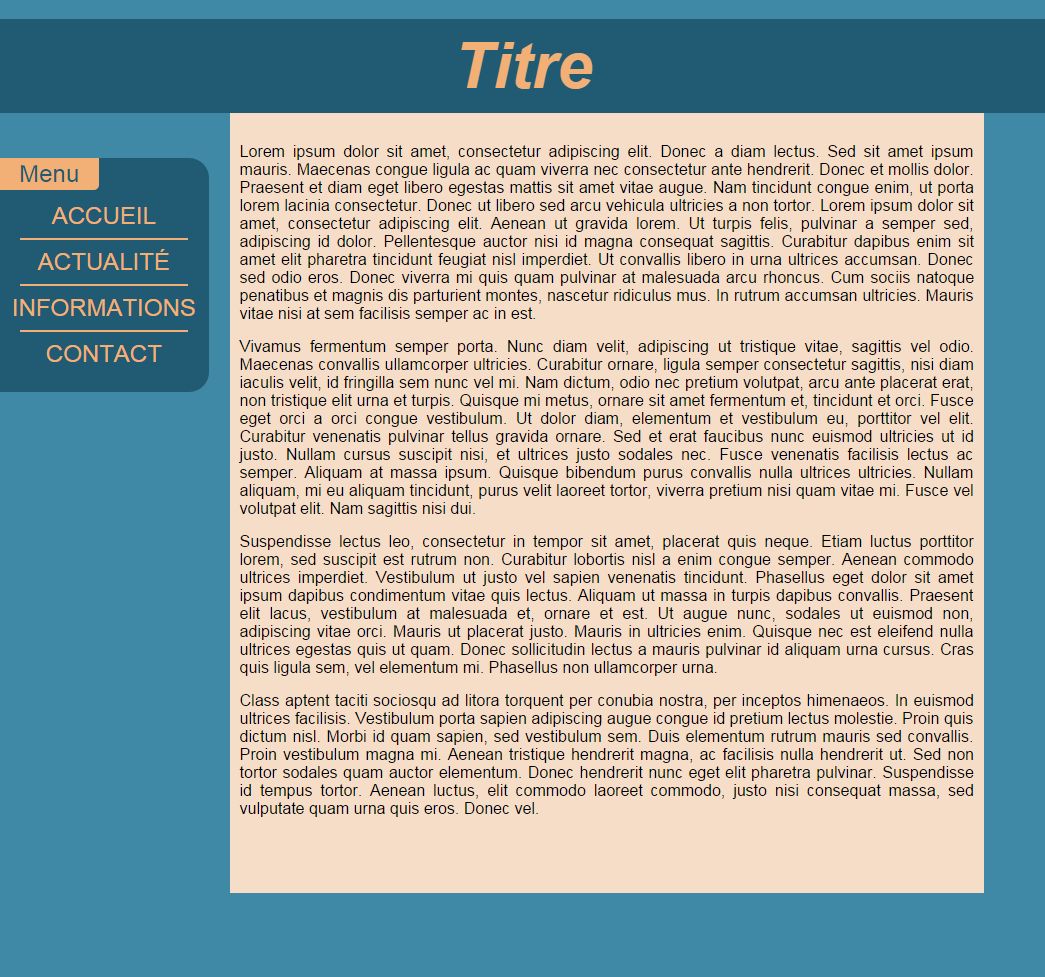 Titre
Menu
ACCUEIL
ACTUALITÉ
INFORMATIONS
CONTACT
Lorem ipsum dolor sit amet, consectetur adipiscing elit. Donec a diam lectus. Sed sit amet ipsum
mauris. Maecenas congue ligula ac quam viverra nec consectetur ante hendrerit. Donec et mollis dolor.
Praesent et diam eget libero egestas mattis sit amet vitae augue. Nam tincidunt congue enim, ut porta
lorem lacinia consectetur. Donec ut libero sed arcu vehicula ultricies a non tortor. Lorem ipsum dolor sit
amet, consectetur adipiscing elit. Aenean ut gravida lorem. Ut turpis felis, pulvinar a semper sed,
adipiscing id dolor. Pellentesque auctor nisi id magna consequat sagittis. Curabitur dapibus enim sit
amet elit pharetra tincidunt feugiat nisl imperdiet. Ut convallis libero in urna ultrices accumsan. Donec
sed odio eros. Donec viverra mi quis quam pulvinar at malesuada arcu rhoncus. Cum sociis natoque
penatibus et magnis dis parturient montes, nascetur ridiculus mus. In rutrum accumsan ultricies. Mauris
vitae nisi at sem facilisis semper ac in est.
Vivamus fermentum semper porta. Nunc diam velit, adipiscing ut tristique vitae, sagittis vel odio.
Maecenas convallis ullamcorper ultricies. Curabitur ornare, ligula semper consectetur sagittis, nisi diam
iaculis velit, id fringilla sem nunc vel mi. Nam dictum, odio nec pretium volutpat, arcu ante placerat erat,
non tristique elit urna et turpis. Quisque mi metus, ornare sit amet fermentum et, tincidunt et orci. Fusce
eget orci a orci congue vestibulum. Ut dolor diam, elementum et vestibulum eu, porttitor vel elit.
Curabitur venenatis pulvinar tellus gravida ornare. Sed et erat faucibus nunc euismod ultricies ut id
justo. Nullam cursus suscipit nisi, et ultrices justo sodales nec. Fusce venenatis facilisis lectus ac
semper. Aliquam at massa ipsum. Quisque bibendum purus convallis nulla ultrices ultricies. Nullam
aliquam, mi eu aliquam tincidunt, purus velit laoreet tortor, viverra pretium nisi quam vitae mi. Fusce vel
volutpat elit. Nam sagittis nisi dui.
Suspendisse lectus leo, consectetur in tempor sit amet, placerat quis neque. Etiam luctus porttitor
lorem, sed suscipit est rutrum non. Curabitur lobortis nisl a enim congue semper. Aenean commodo
ultrices imperdiet. Vestibulum ut justo vel sapien venenatis tincidunt. Phasellus eget dolor sit amet
ipsum dapibus condimentum vitae quis lectus. Aliquam ut massa in turpis dapibus convallis. Praesent
elit lacus, vestibulum at malesuada et, ornare et est. Ut augue nunc, sodales ut euismod non,
adipiscing vitae orci. Mauris ut placerat justo. Mauris in ultricies enim. Quisque nec est eleifend nulla
ultrices egestas quis ut quam. Donec sollicitudin lectus a mauris pulvinar id aliquam urna cursus. Cras
quis ligula sem, vel elementum mi. Phasellus non ullamcorper urna.
Class aptent taciti sociosqu ad litora torquent per conubia nostra, per inceptos himenaeos. In euismod
ultrices facilisis. Vestibulum porta sapien adipiscing augue congue id pretium lectus molestie. Proin quis
dictum nisl. Morbi id quam sapien, sed vestibulum sem. Duis elementum rutrum mauris sed convallis.
Proin vestibulum magna mi. Aenean tristique hendrerit magna, ac facilisis nulla hendrerit ut. Sed non
tortor sodales quam auctor elementum. Donec hendrerit nunc eget elit pharetra pulvinar. Suspendisse
id tempus tortor. Aenean luctus, elit commodo laoreet commodo, justo nisi consequat massa, sed
vulputate quam urna quis eros. Donec vel.